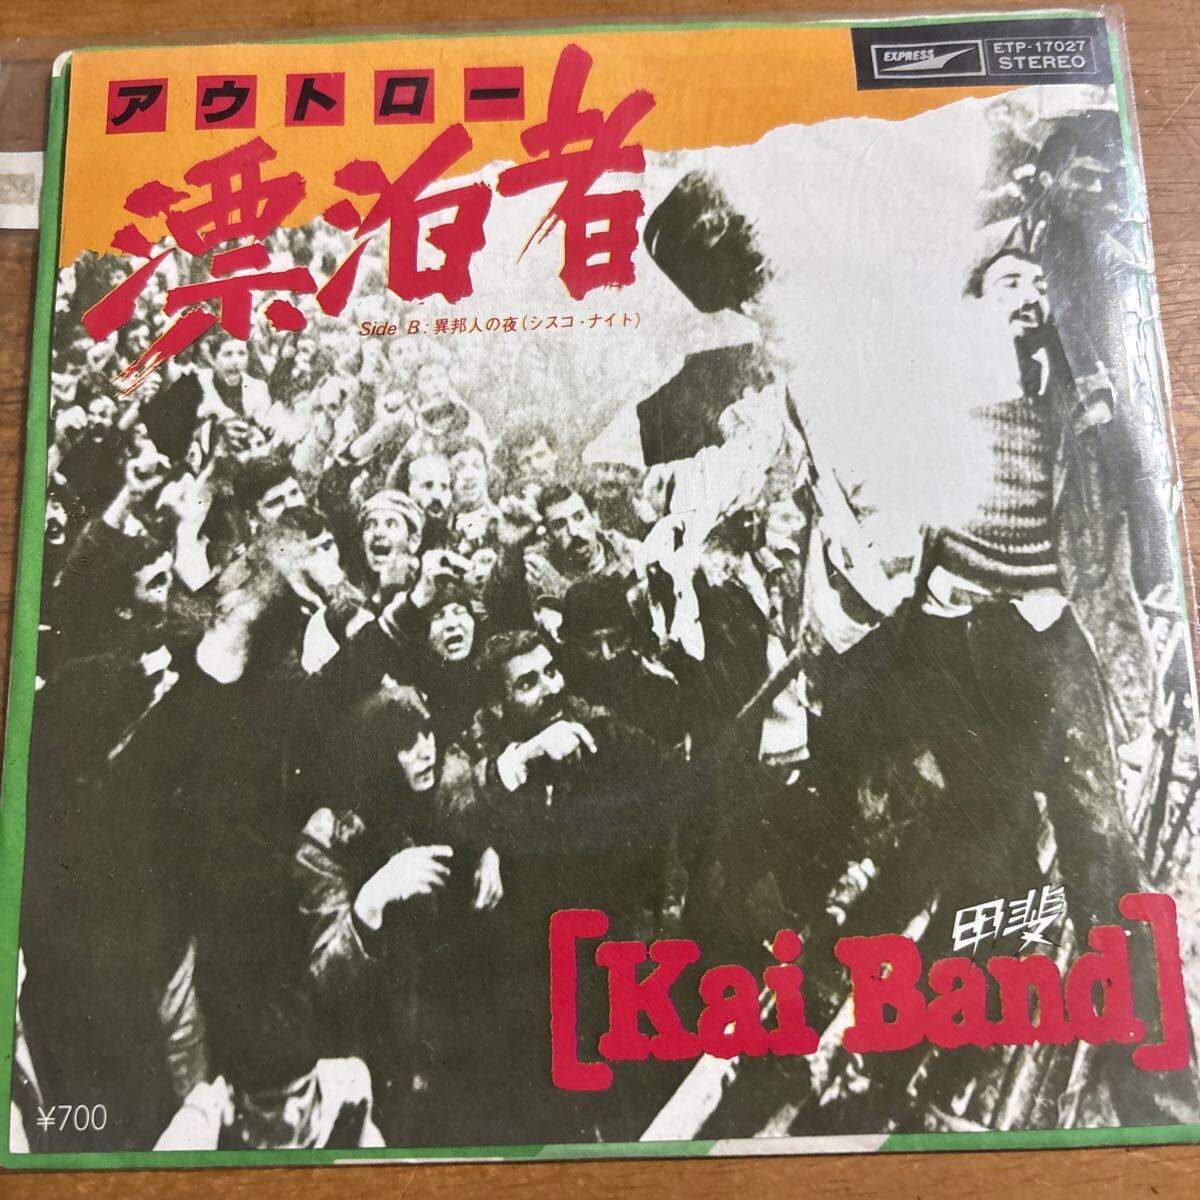 EXPRESS
ETP-17027
STEREO
アウトロー
漂泊者
Side B：異邦人の夜(シスコ・ナイト)
甲斐
[Kai Band]
¥700